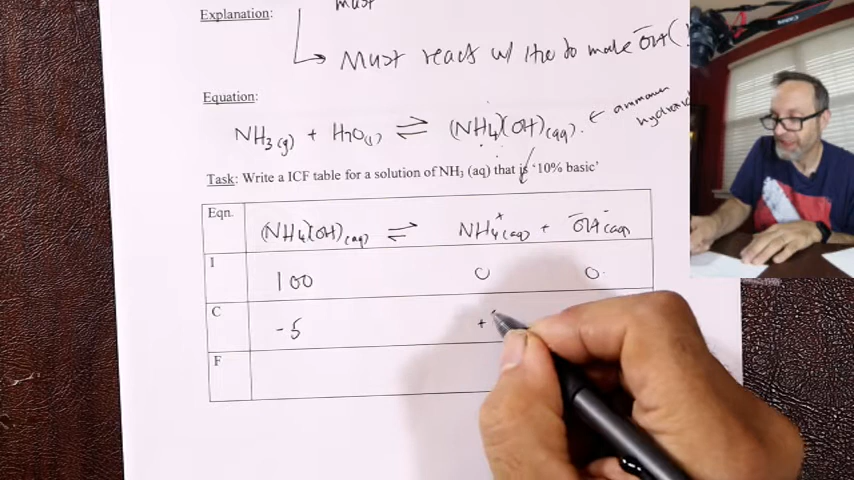 must
Explanation:
Must react w/ H2O to make ⁻OH(
Equation:
NH₃(g) + H₂O(l) ⇌ (NH₄)(OH)(aq). ← ammonium
Task: Write a ICF table for a solution of NH₃ (aq) that is '10% basic'
Eqn. (NH₄)(OH)(aq) ⇌ NH₄⁺(aq) + ⁻OH(aq)
I 100 0 0.
C -5 +
F